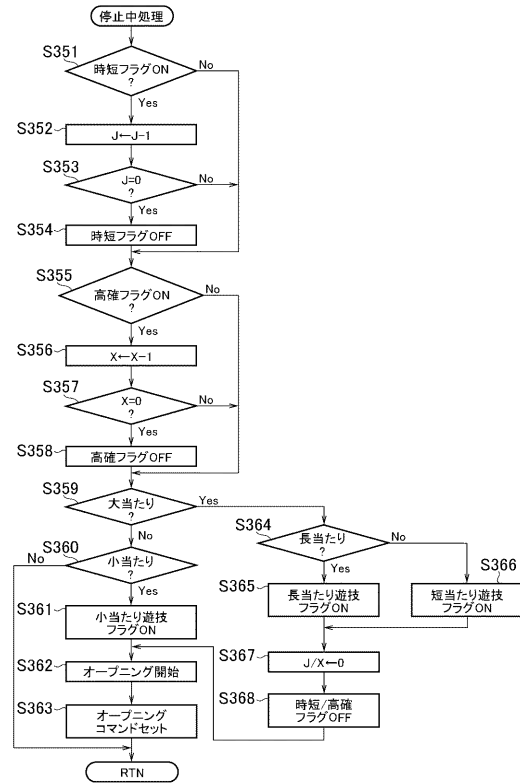 停止中処理
S351
時短フラグON
?
No
Yes
S352
J←J-1
S353
J=0
?
No
Yes
S354
時短フラグOFF
S355
高確フラグON
?
No
Yes
S356
X←X-1
S357
X=0
?
No
Yes
S358
高確フラグOFF
S359
大当たり
?
Yes
No
S360
小当たり
?
No
Yes
S361
小当たり遊技
フラグON
S362
オープニング開始
S363
オープニング
コマンドセット
RTN
S364
長当たり
?
No
Yes
S365
長当たり遊技
フラグON
S366
短当たり遊技
フラグON
S367
J/X←0
S368
時短/高確
フラグOFF